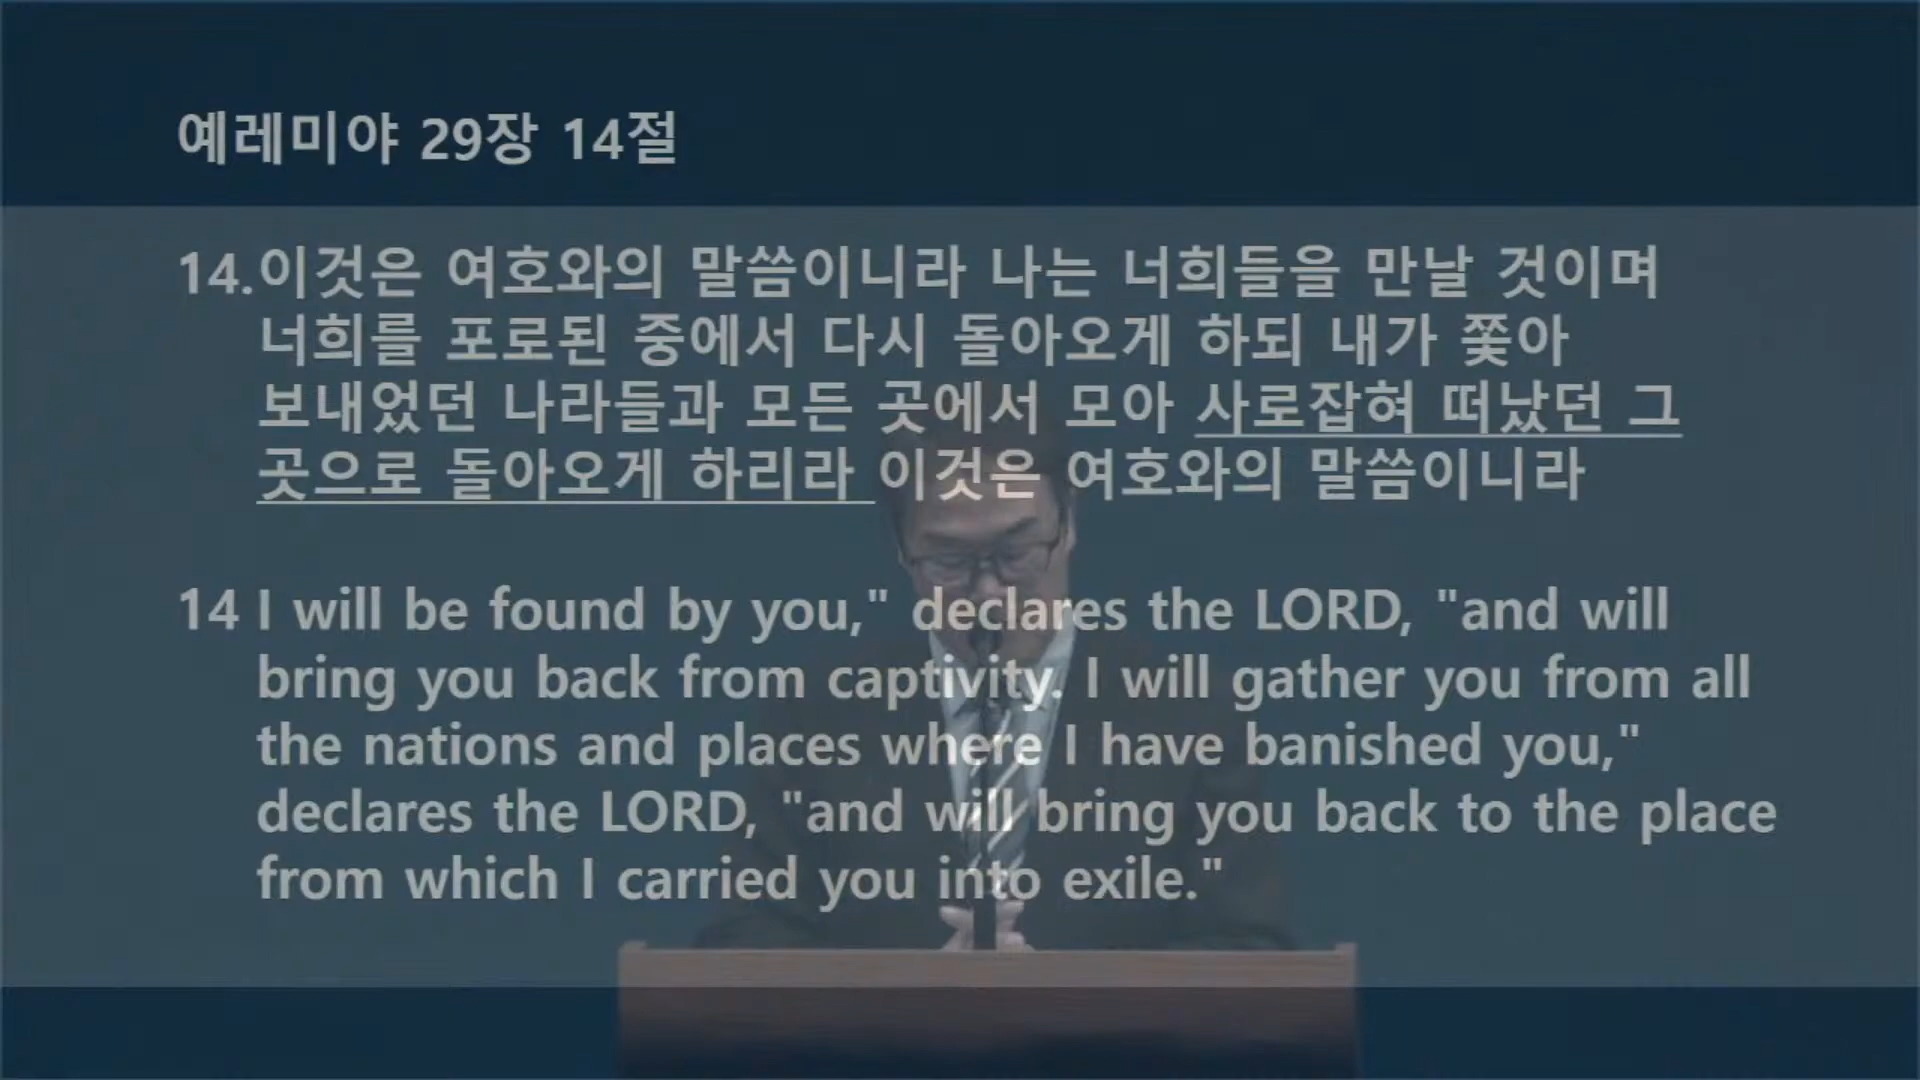 예레미야 29장 14절
14.이것은 여호와의 말씀이니라 나는 너희들을 만날 것이며
너희를 포로된 중에서 다시 돌아오게 하되 내가 쫓아
보내었던 나라들과 모든 곳에서 모아 사로잡혀 떠났던 그
곳으로 돌아오게 하리라 이것은 여호와의 말씀이니라
14 I will be found by you," declares the LORD, "and will
bring you back from captivity. I will gather you from all
the nations and places where I have banished you,"
declares the LORD, "and will bring you back to the place
from which I carried you into exile."